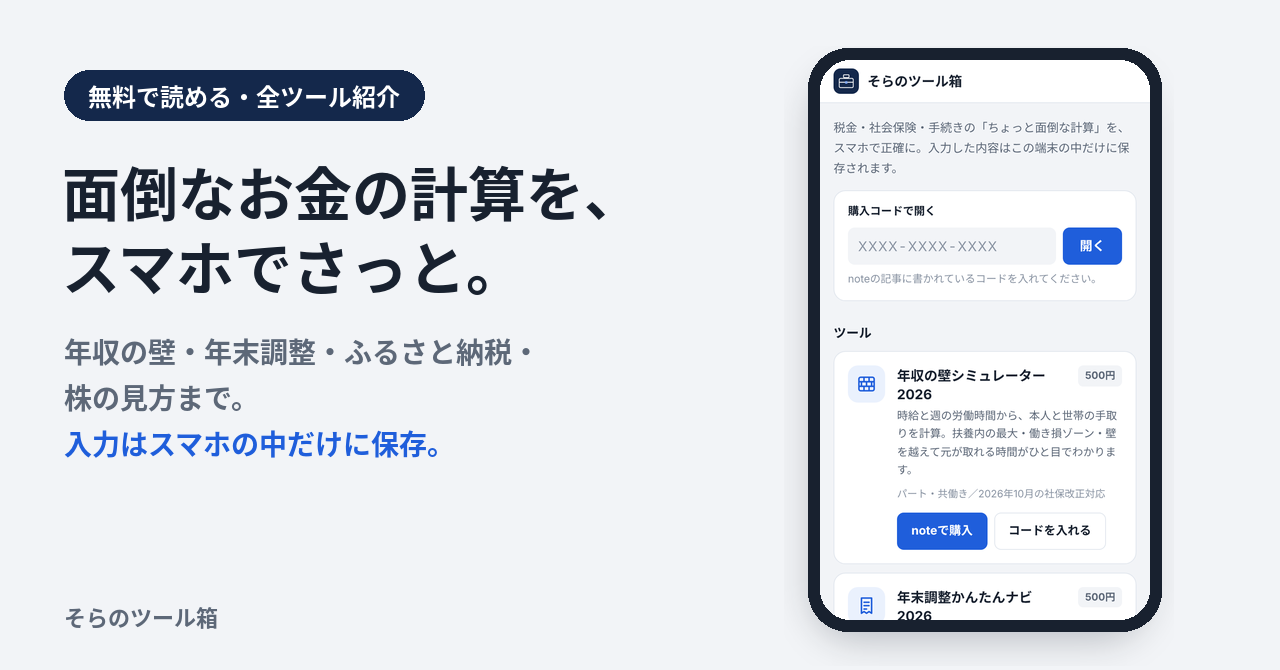 無料で読める・全ツール紹介
面倒なお金の計算を、
スマホでさっと。
年収の壁・年末調整・ふるさと納税・
株の見方まで。
入力はスマホの中だけに保存。
そらのツール箱
そらのツール箱
税金・社会保険・手続きの「ちょっと面倒な計算」を、
スマホで正確に。入力した内容はこの端末の中だけに保
存されます。
購入コードで開く
XXXX-XXXX-XXXX
開く
noteの記事に書かれているコードを入れてください。
ツール
年収の壁シミュレーター
2026
500円
時給と週の労働時間から、本人と世帯の手取
りを計算。扶養内の最大・働き損ゾーン・壁
を越えて元が取れる時間がひと目でわかりま
す。
パート・共働き／2026年10月の社保改正対応
noteで購入
コードを入れる
年末調整かんたんナビ
2026
500円